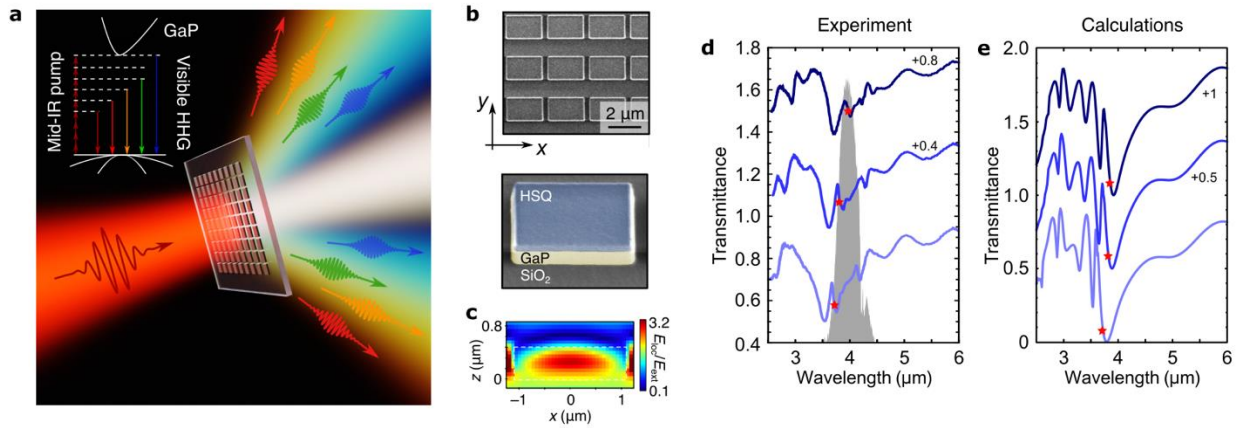 a
GaP
Mid-IR pump
Visible HHG
b
y
x
2 μm
HSQ
GaP
SiO₂
c
0.8
0
z (μm)
−1
0
1
x (μm)
3.2
0.1
E_loc/E_ext
Experiment
d
1.8
1.6
1.4
1.2
1.0
0.8
0.6
0.4
Transmittance
+0.8
+0.4
3
4
5
6
Wavelength (μm)
Calculations
e
2.0
1.5
1.0
0.5
0
Transmittance
+1
+0.5
3
4
5
6
Wavelength (μm)